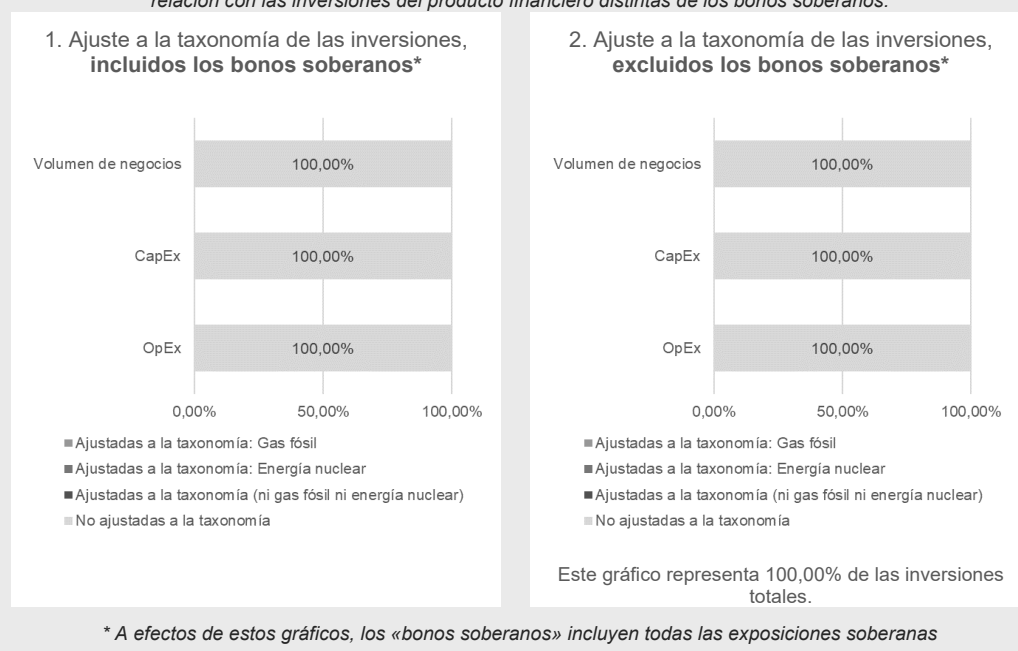 relación con las inversiones del producto financiero distintas de los bonos soberanos.
1. Ajuste a la taxonomía de las inversiones,
incluidos los bonos soberanos*
Volumen de negocios
100,00%
CapEx
100,00%
OpEx
100,00%
0,00%
50,00%
100,00%
Ajustadas a la taxonomía: Gas fósil
Ajustadas a la taxonomía: Energía nuclear
Ajustadas a la taxonomía (ni gas fósil ni energía nuclear)
No ajustadas a la taxonomía
2. Ajuste a la taxonomía de las inversiones,
excluidos los bonos soberanos*
Volumen de negocios
100,00%
CapEx
100,00%
OpEx
100,00%
0,00%
50,00%
100,00%
Ajustadas a la taxonomía: Gas fósil
Ajustadas a la taxonomía: Energía nuclear
Ajustadas a la taxonomía (ni gas fósil ni energía nuclear)
No ajustadas a la taxonomía
Este gráfico representa 100,00% de las inversiones
totales.
* A efectos de estos gráficos, los «bonos soberanos» incluyen todas las exposiciones soberanas